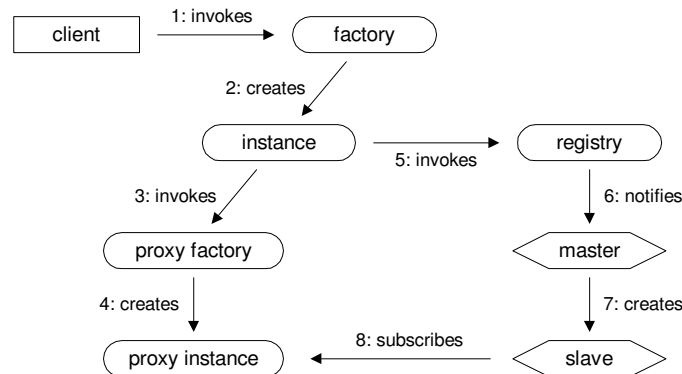 1: invokes
client
factory
2: creates
instance
registry
5: invokes
3: invokes
6: notifies
proxy factory
master
4: creates
7: creates
8: subscribes
proxy instance
slave